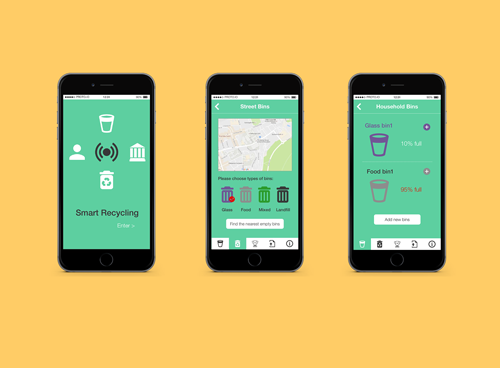 Smart Recycling
Enter >
Street Bins
Please choose types of bins:
Glass Food Mixed Landfill
Find the nearest empty bins
Household Bins
Glass bin1
10% full
Food bin1
95% full
Add new bins